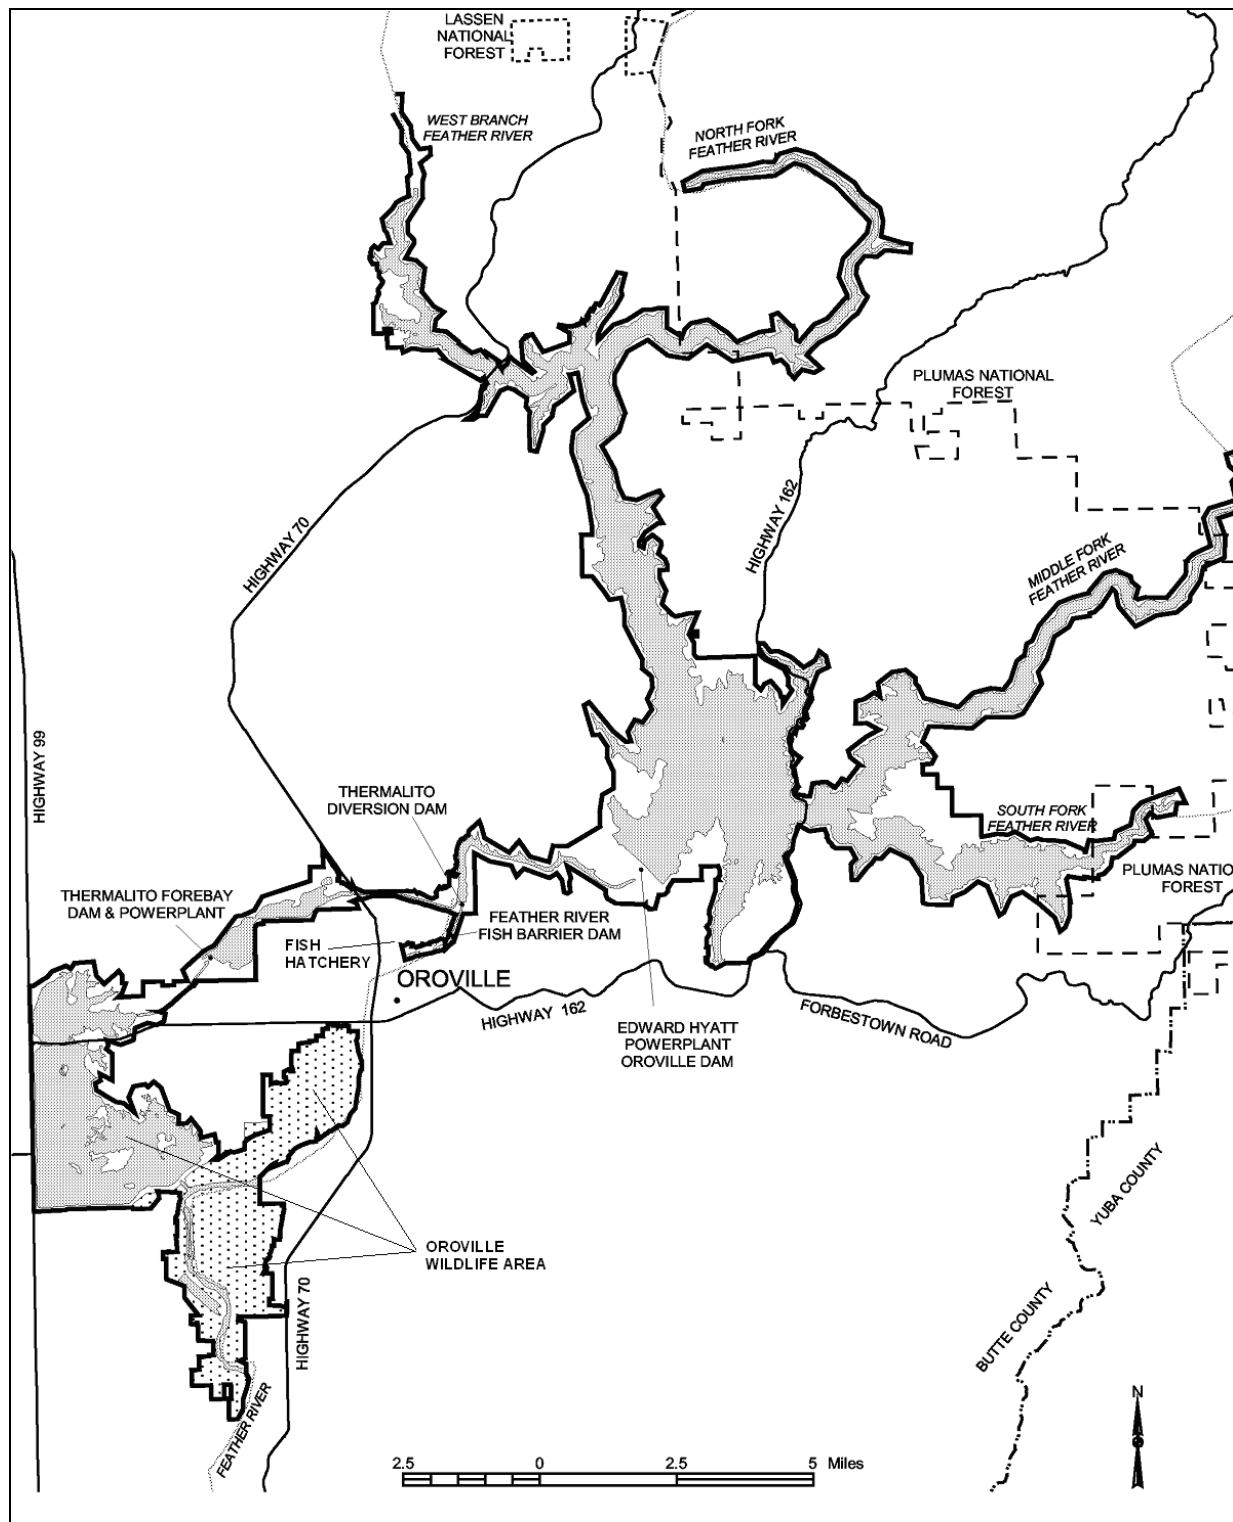 LASSEN
NATIONAL
FOREST
WEST BRANCH
FEATHER RIVER
NORTH FORK
FEATHER RIVER
PLUMAS NATIONAL
FOREST
HIGHWAY 162
HIGHWAY 70
MIDDLE FORK
FEATHER RIVER
HIGHWAY 99
THERMALITO
DIVERSION DAM
SOUTH FORK
FEATHER RIVER
PLUMAS NATIO
FOREST
THERMALITO FOREBAY
DAM & POWERPLANT
FEATHER RIVER
FISH BARRIER DAM
FISH
HATCHERY
OROVILLE
HIGHWAY 162
FORBESTOWN ROAD
EDWARD HYATT
POWERPLANT
OROVILLE DAM
YUBA COUNTY
BUTTE COUNTY
OROVILLE
WILDLIFE AREA
HIGHWAY 70
FEATHER RIVER
N
2.5 0 2.5 5 Miles